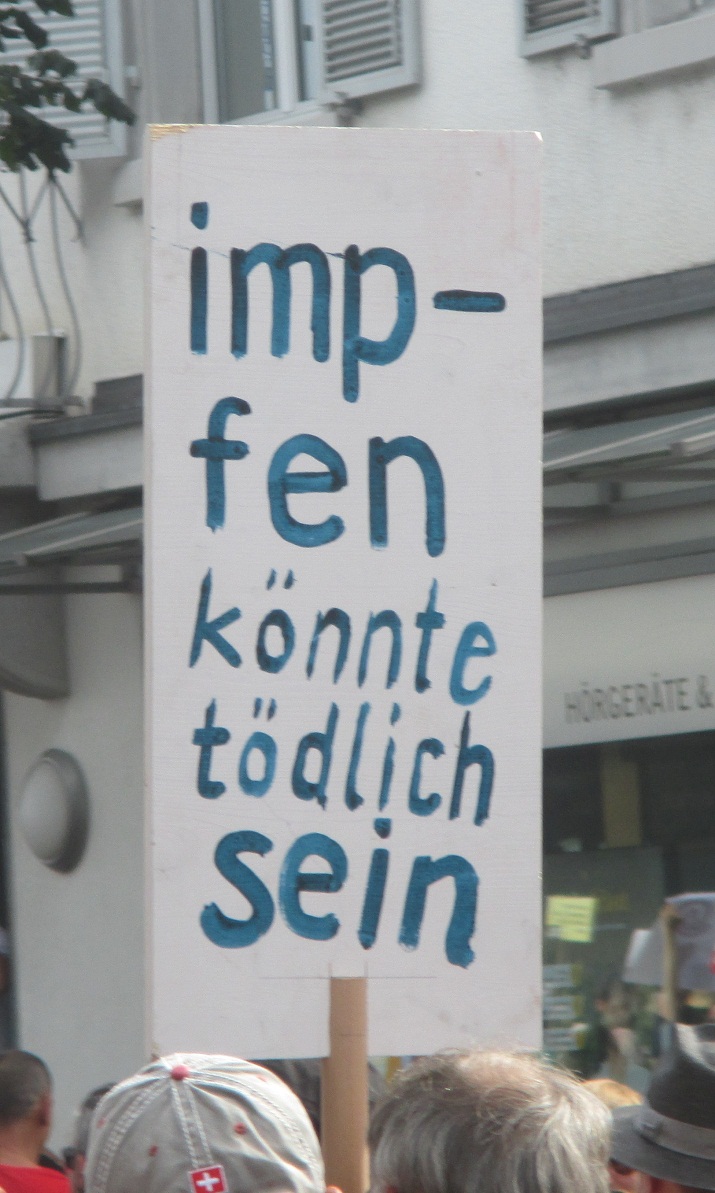 imp-
fen
könnte
tödlich
sein
HÖRGERÄTE &